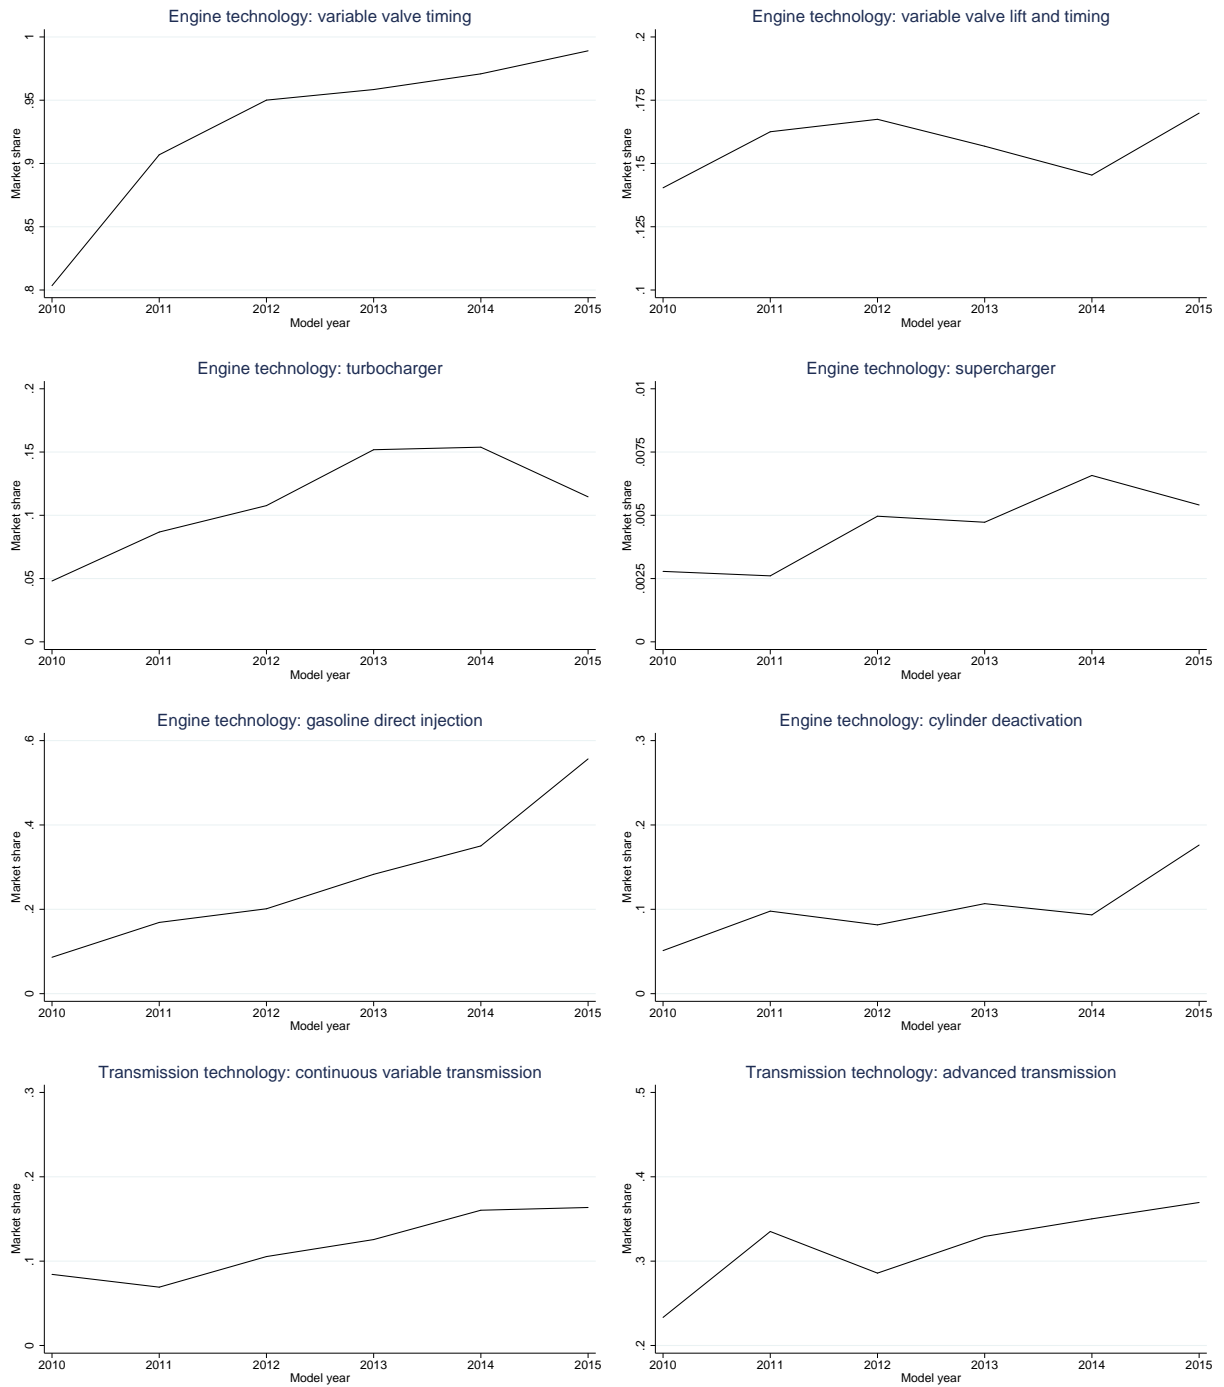 Engine technology: variable valve timing
Market share
1
.95
.9
.85
.8
2010 2011 2012 2013 2014 2015
Model year
Engine technology: variable valve lift and timing
Market share
.2
.175
.15
.125
.1
2010 2011 2012 2013 2014 2015
Model year
Engine technology: turbocharger
Market share
.2
.15
.1
.05
0
2010 2011 2012 2013 2014 2015
Model year
Engine technology: supercharger
Market share
.01
.0075
.005
.0025
0
2010 2011 2012 2013 2014 2015
Model year
Engine technology: gasoline direct injection
Market share
.6
.4
.2
0
2010 2011 2012 2013 2014 2015
Model year
Engine technology: cylinder deactivation
Market share
.3
.2
.1
0
2010 2011 2012 2013 2014 2015
Model year
Transmission technology: continuous variable transmission
Market share
.3
.2
.1
0
2010 2011 2012 2013 2014 2015
Model year
Transmission technology: advanced transmission
Market share
.5
.4
.3
.2
2010 2011 2012 2013 2014 2015
Model year